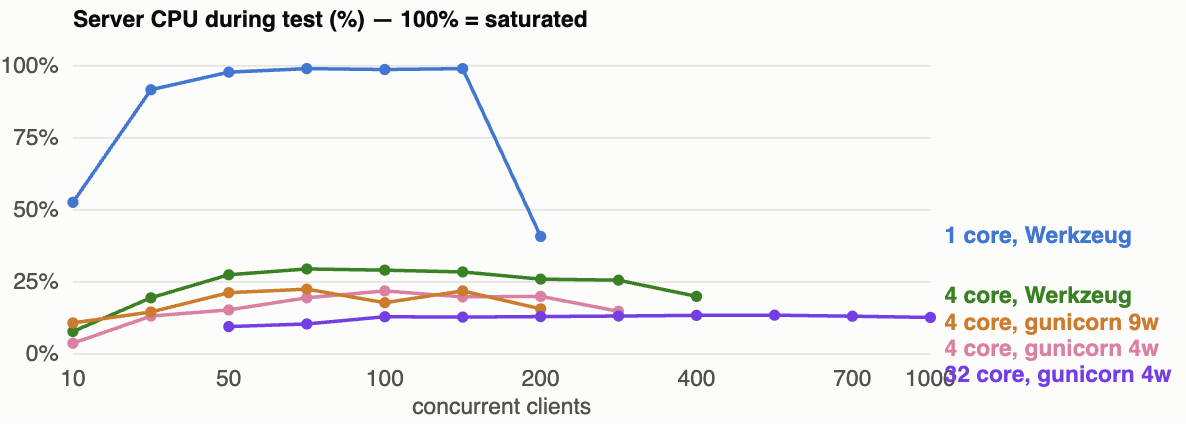 Server CPU during test (%) — 100% = saturated
100%
75%
50%
25%
0%
10 50 100 200 400 700 1000
concurrent clients
1 core, Werkzeug
4 core, Werkzeug
4 core, gunicorn 9w
4 core, gunicorn 4w
32 core, gunicorn 4w